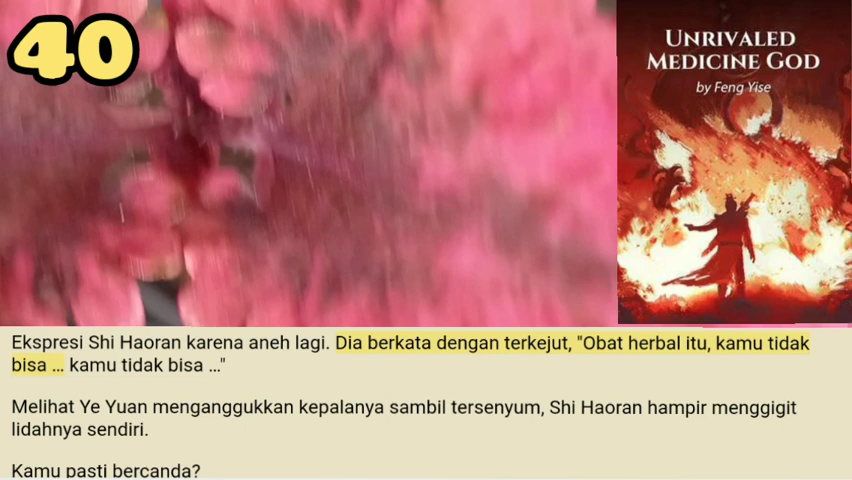 40
UNRIVALED
MEDICINE GOD
by Feng Yise
Ekspresi Shi Haoran karena aneh lagi. Dia berkata dengan terkejut, "Obat herbal itu, kamu tidak
bisa ... kamu tidak bisa ..."
Melihat Ye Yuan menganggukkan kepalanya sambil tersenyum, Shi Haoran hampir menggigit
lidahnya sendiri.
Kamu pasti bercanda?